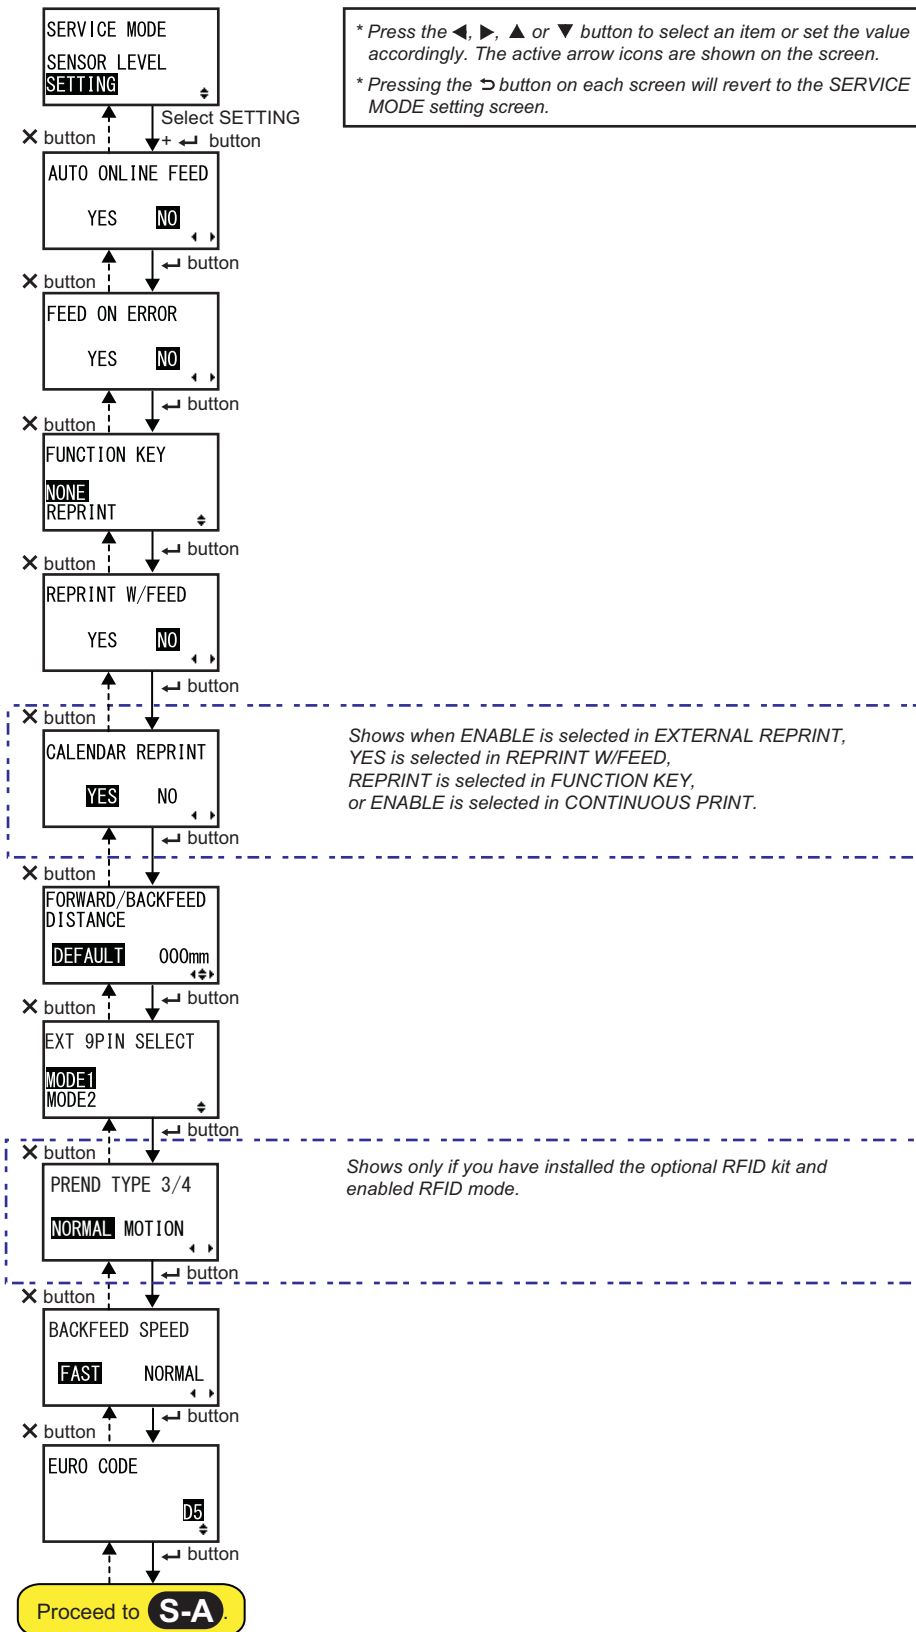 SERVICE MODE
SENSOR LEVEL
SETTING
* Press the ◀, ▶, ▲ or ▼ button to select an item or set the value
accordingly. The active arrow icons are shown on the screen.
* Pressing the ⮌ button on each screen will revert to the SERVICE
MODE setting screen.
Select SETTING
+ ↵ button
✕ button
AUTO ONLINE FEED
YES NO
↵ button
✕ button
FEED ON ERROR
YES NO
↵ button
✕ button
FUNCTION KEY
NONE
REPRINT
↵ button
✕ button
REPRINT W/FEED
YES NO
↵ button
✕ button
CALENDAR REPRINT
YES NO
Shows when ENABLE is selected in EXTERNAL REPRINT,
YES is selected in REPRINT W/FEED,
REPRINT is selected in FUNCTION KEY,
or ENABLE is selected in CONTINUOUS PRINT.
↵ button
✕ button
FORWARD/BACKFEED
DISTANCE
DEFAULT 000mm
↵ button
✕ button
EXT 9PIN SELECT
MODE1
MODE2
↵ button
✕ button
PREND TYPE 3/4
NORMAL MOTION
Shows only if you have installed the optional RFID kit and
enabled RFID mode.
↵ button
✕ button
BACKFEED SPEED
FAST NORMAL
↵ button
✕ button
EURO CODE
D5
↵ button
Proceed to S-A.